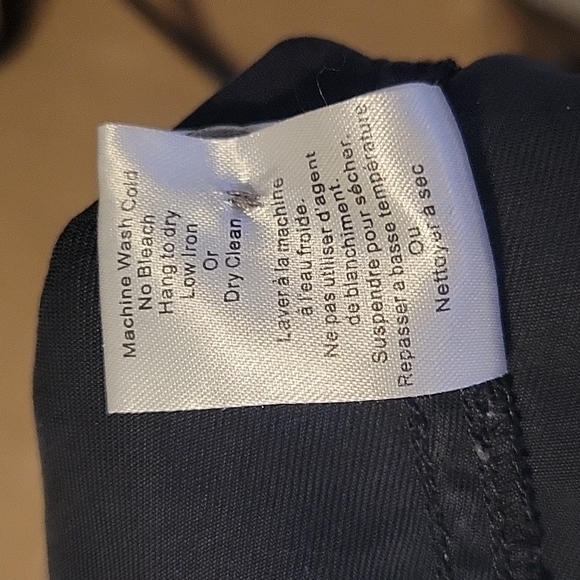 Machine Wash Cold
No Bleach
Hang to dry
Low Iron
Or
Dry Clean
Laver à la machine
à l'eau froide.
Ne pas utiliser d'agent
de blanchiment.
Suspendre pour sécher.
Repasser a basse température
Ou
Nettoyer a sec